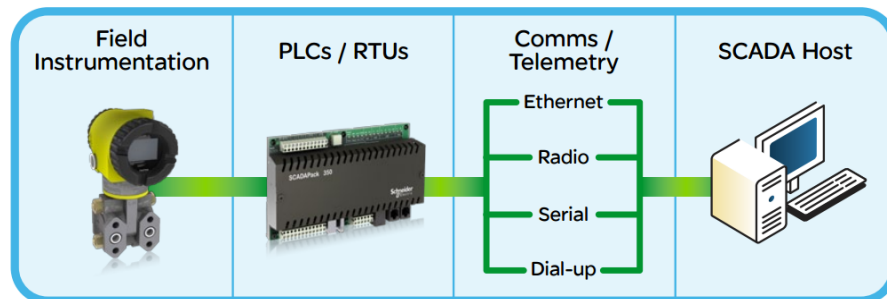 Field
Instrumentation
PLCs / RTUs
Comms /
Telemetry
SCADA Host
Ethernet
Radio
Serial
Dial-up
SCADAPack 350
Schneider